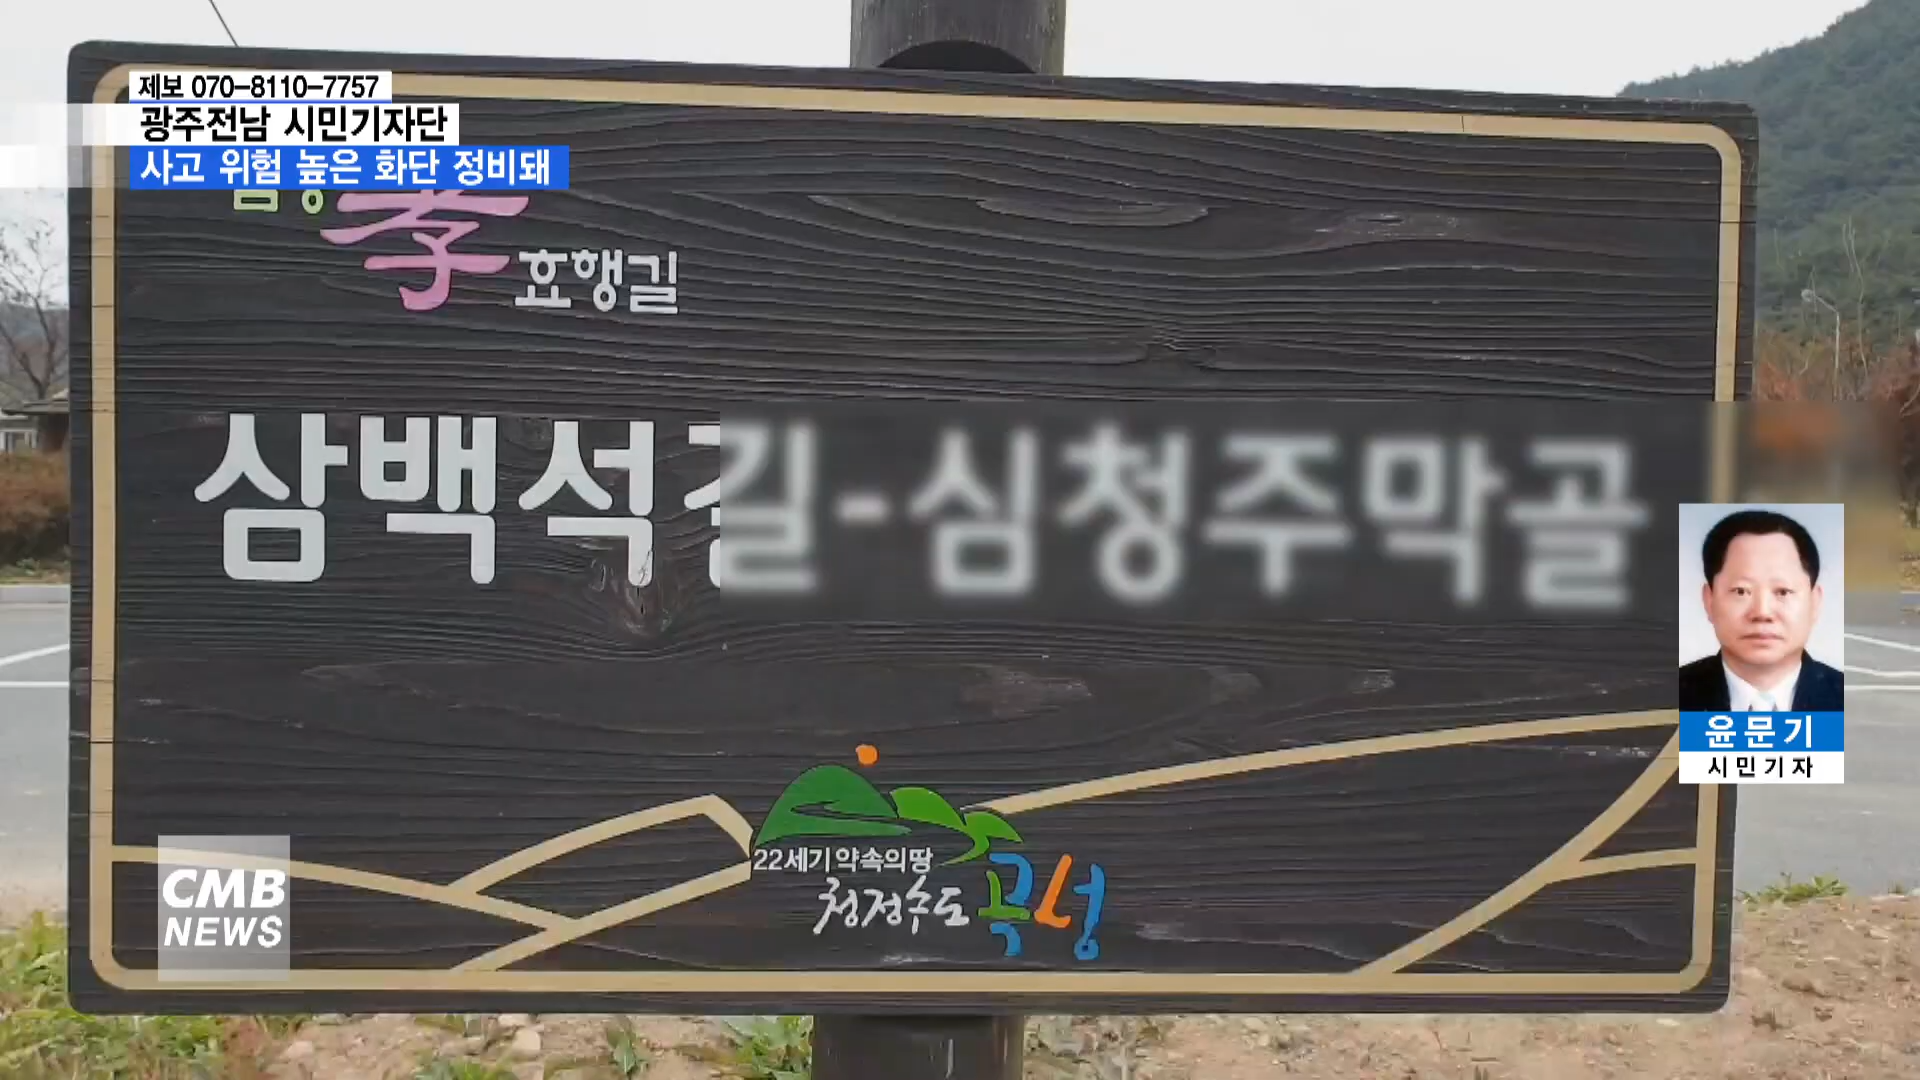 제보 070-8110-7757
광주전남 시민기자단
사고 위험 높은 화단 정비돼
孝 효행길
삼백석길-심청주막골
윤문기
시민기자
22세기 약속의 땅
청정수도 곡성
CMB
NEWS